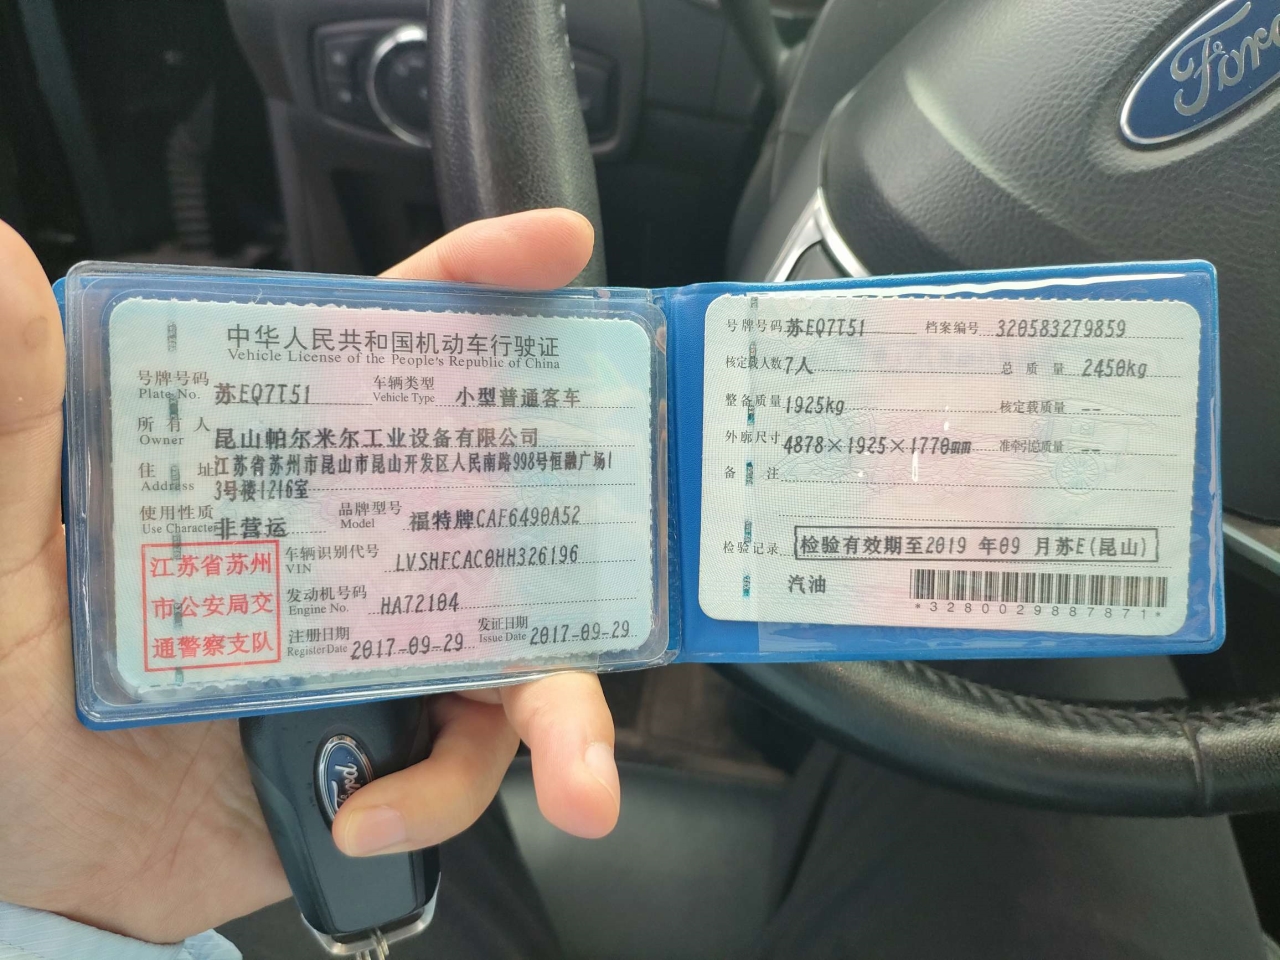 Ford
中华人民共和国机动车行驶证
Vehicle License of the People's Republic of China
号牌号码 苏EQ7T51 车辆类型 小型普通客车
Plate No. Vehicle Type
所有人 昆山帕尔米尔工业设备有限公司
Owner
住址 江苏省苏州市昆山市昆山开发区人民南路998号恒融广场1
Address 3号楼1216室
使用性质 非营运 品牌型号 福特牌CAF6490A52
Use Character Model
江苏省苏州
市公安局交
通警察支队
车辆识别代号 LVSHFCAC0HH326196
VIN
发动机号码 HA72104
Engine No.
注册日期 2017-09-29 发证日期 2017-09-29
Register Date Issue Date
号牌号码 苏EQ7T51 档案编号 320583279859
核定载人数 7人 总质量 2450kg
整备质量 1925kg 核定载质量 --
外廓尺寸 4878×1925×1770mm 准牵引总质量 --
备注
检验记录 检验有效期至2019 年09 月苏E(昆山)
汽油
*3280029887871*
Ford